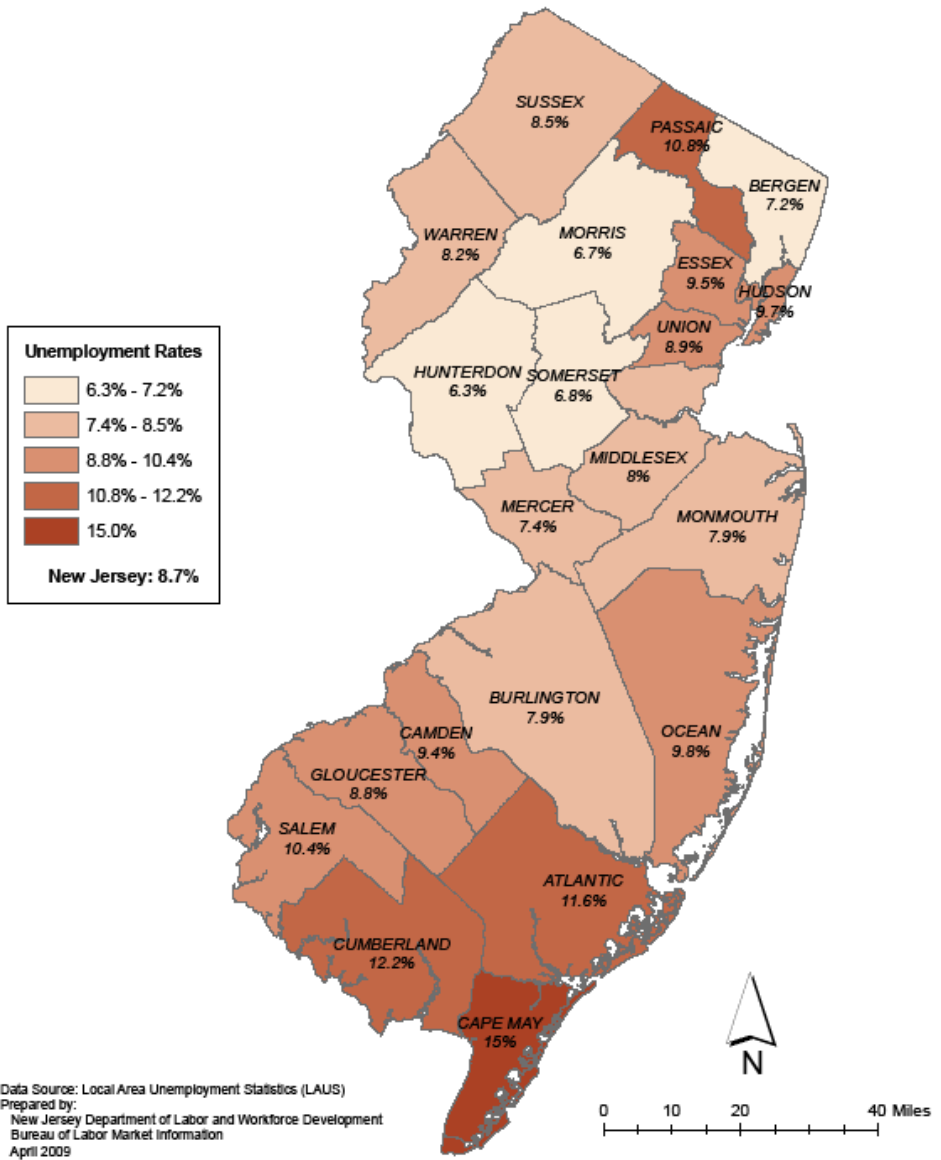 SUSSEX
8.5%
PASSAIC
10.8%
BERGEN
7.2%
WARREN
8.2%
MORRIS
6.7%
ESSEX
9.5%
HUDSON
9.7%
UNION
8.9%
HUNTERDON
6.3%
SOMERSET
6.8%
Unemployment Rates
6.3% - 7.2%
7.4% - 8.5%
8.8% - 10.4%
10.8% - 12.2%
15.0%
New Jersey: 8.7%
MIDDLESEX
8%
MERCER
7.4%
MONMOUTH
7.9%
BURLINGTON
7.9%
OCEAN
9.8%
CAMDEN
9.4%
GLOUCESTER
8.8%
SALEM
10.4%
ATLANTIC
11.6%
CUMBERLAND
12.2%
CAPE MAY
15%
N
0 10 20 40 Miles
Data Source: Local Area Unemployment Statistics (LAUS)
Prepared by:
New Jersey Department of Labor and Workforce Development
Bureau of Labor Market Information
April 2009